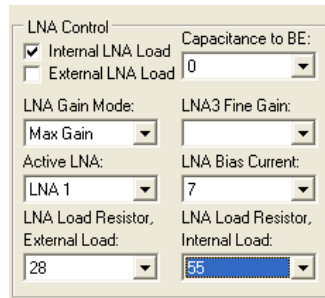 LNA Control
Internal LNA Load
External LNA Load
Capacitance to BE:
0
LNA Gain Mode:
LNA3 Fine Gain:
Max Gain
Active LNA:
LNA Bias Current:
LNA 1
7
LNA Load Resistor,
External Load:
LNA Load Resistor,
Internal Load:
28
55